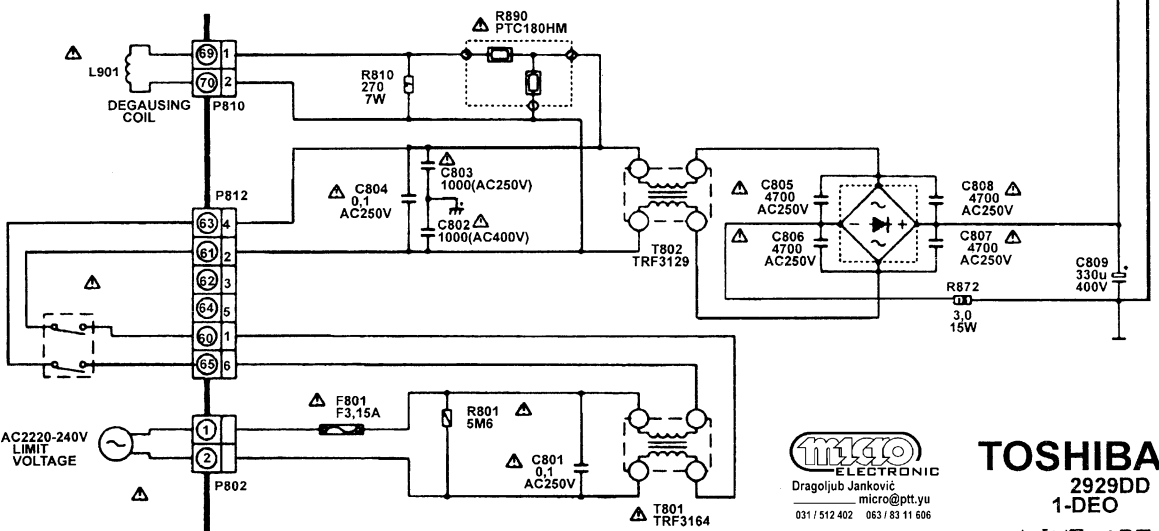 R890
PTC180HM
69 1
L901
R810
270
7W
70 2
DEGAUSING
COIL
P810
P812
C803
1000(AC250V)
C804
0,1
AC250V
C802
1000(AC400V)
63 4
61 2
62 3
64 5
60 1
65 6
T802
TRF3129
C805
4700
AC250V
C808
4700
AC250V
C806
4700
AC250V
C807
4700
AC250V
C809
330u
400V
R872
3,0
15W
F801
F3,15A
R801
5M6
AC2220-240V
LIMIT
VOLTAGE
1
2
P802
C801
0,1
AC250V
T801
TRF3164
micro
ELECTRONIC
Dragoljub Janković
micro@ptt.yu
031 / 512 402 063 / 83 11 606
TOSHIBA
2929DD
1-DEO